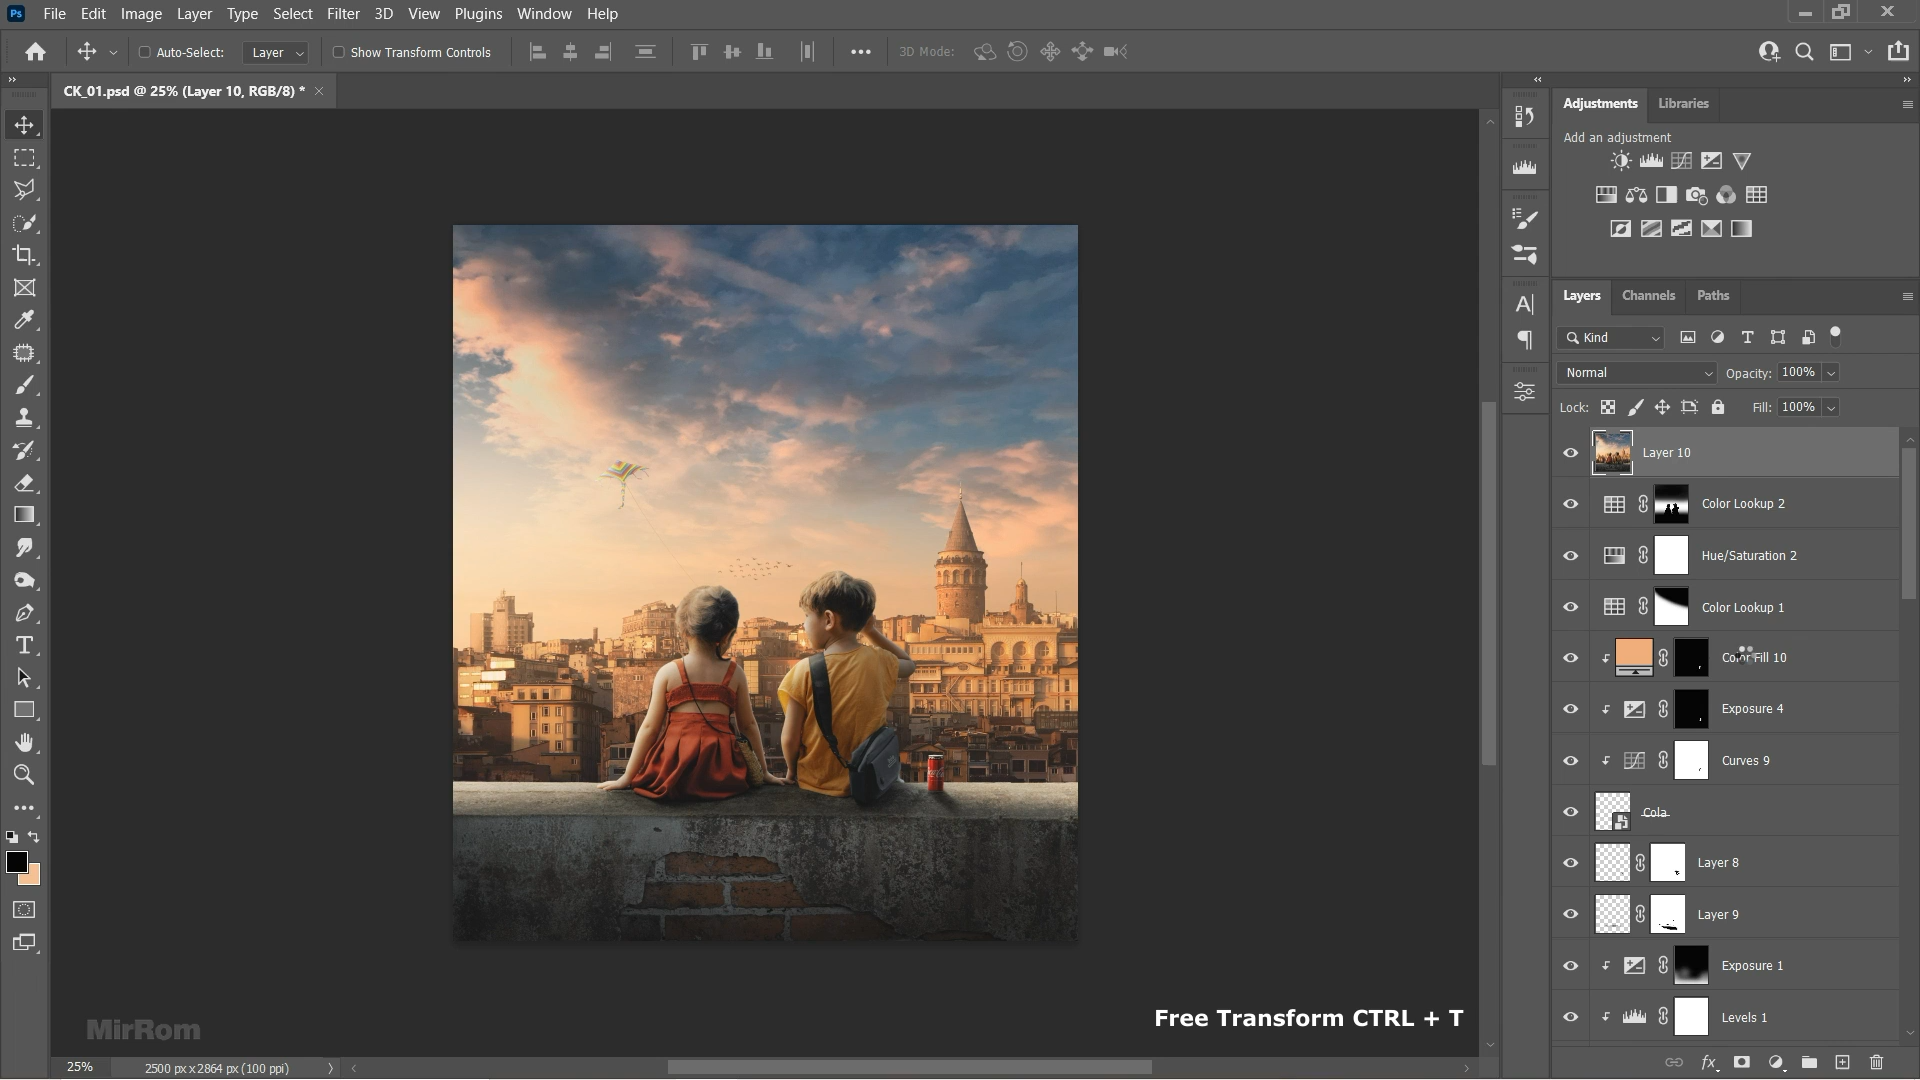 Ps File Edit Image Layer Type Select Filter 3D View Plugins Window Help
Auto-Select: Layer Show Transform Controls 3D Mode:
CK_01.psd @ 25% (Layer 10, RGB/8) *
Adjustments Libraries
Add an adjustment
Layers Channels Paths
Kind
Normal Opacity: 100%
Lock: Fill: 100%
Layer 10
Color Lookup 2
Hue/Saturation 2
Color Lookup 1
Color Fill 10
Exposure 4
Curves 9
Cola
Layer 8
Layer 9
Exposure 1
Levels 1
Free Transform CTRL + T
MirRom
25% 2500 px x 2864 px (100 ppi)
fx